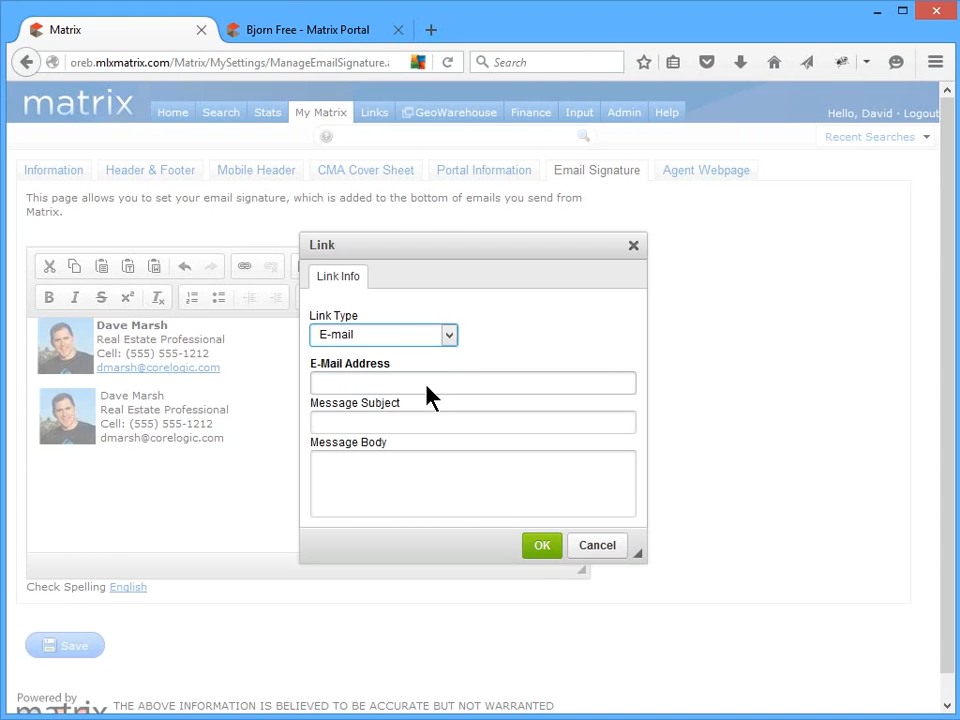 Matrix
Bjorn Free - Matrix Portal
oreb.mlxmatrix.com/Matrix/MySettings/ManageEmailSignature.a
Search
matrix
Home
Search
Stats
My Matrix
Links
GeoWarehouse
Finance
Input
Admin
Help
Hello, David · Logout
Recent Searches
Information
Header & Footer
Mobile Header
CMA Cover Sheet
Portal Information
Email Signature
Agent Webpage
This page allows you to set your email signature, which is added to the bottom of emails you send from
Matrix.
Link
Link Info
Link Type
E-mail
E-Mail Address
Message Subject
Message Body
OK
Cancel
Dave Marsh
Real Estate Professional
Cell: (555) 555-1212
dmarsh@corelogic.com
Dave Marsh
Real Estate Professional
Cell: (555) 555-1212
dmarsh@corelogic.com
Check Spelling English
Save
Powered by
matrix
THE ABOVE INFORMATION IS BELIEVED TO BE ACCURATE BUT NOT WARRANTED